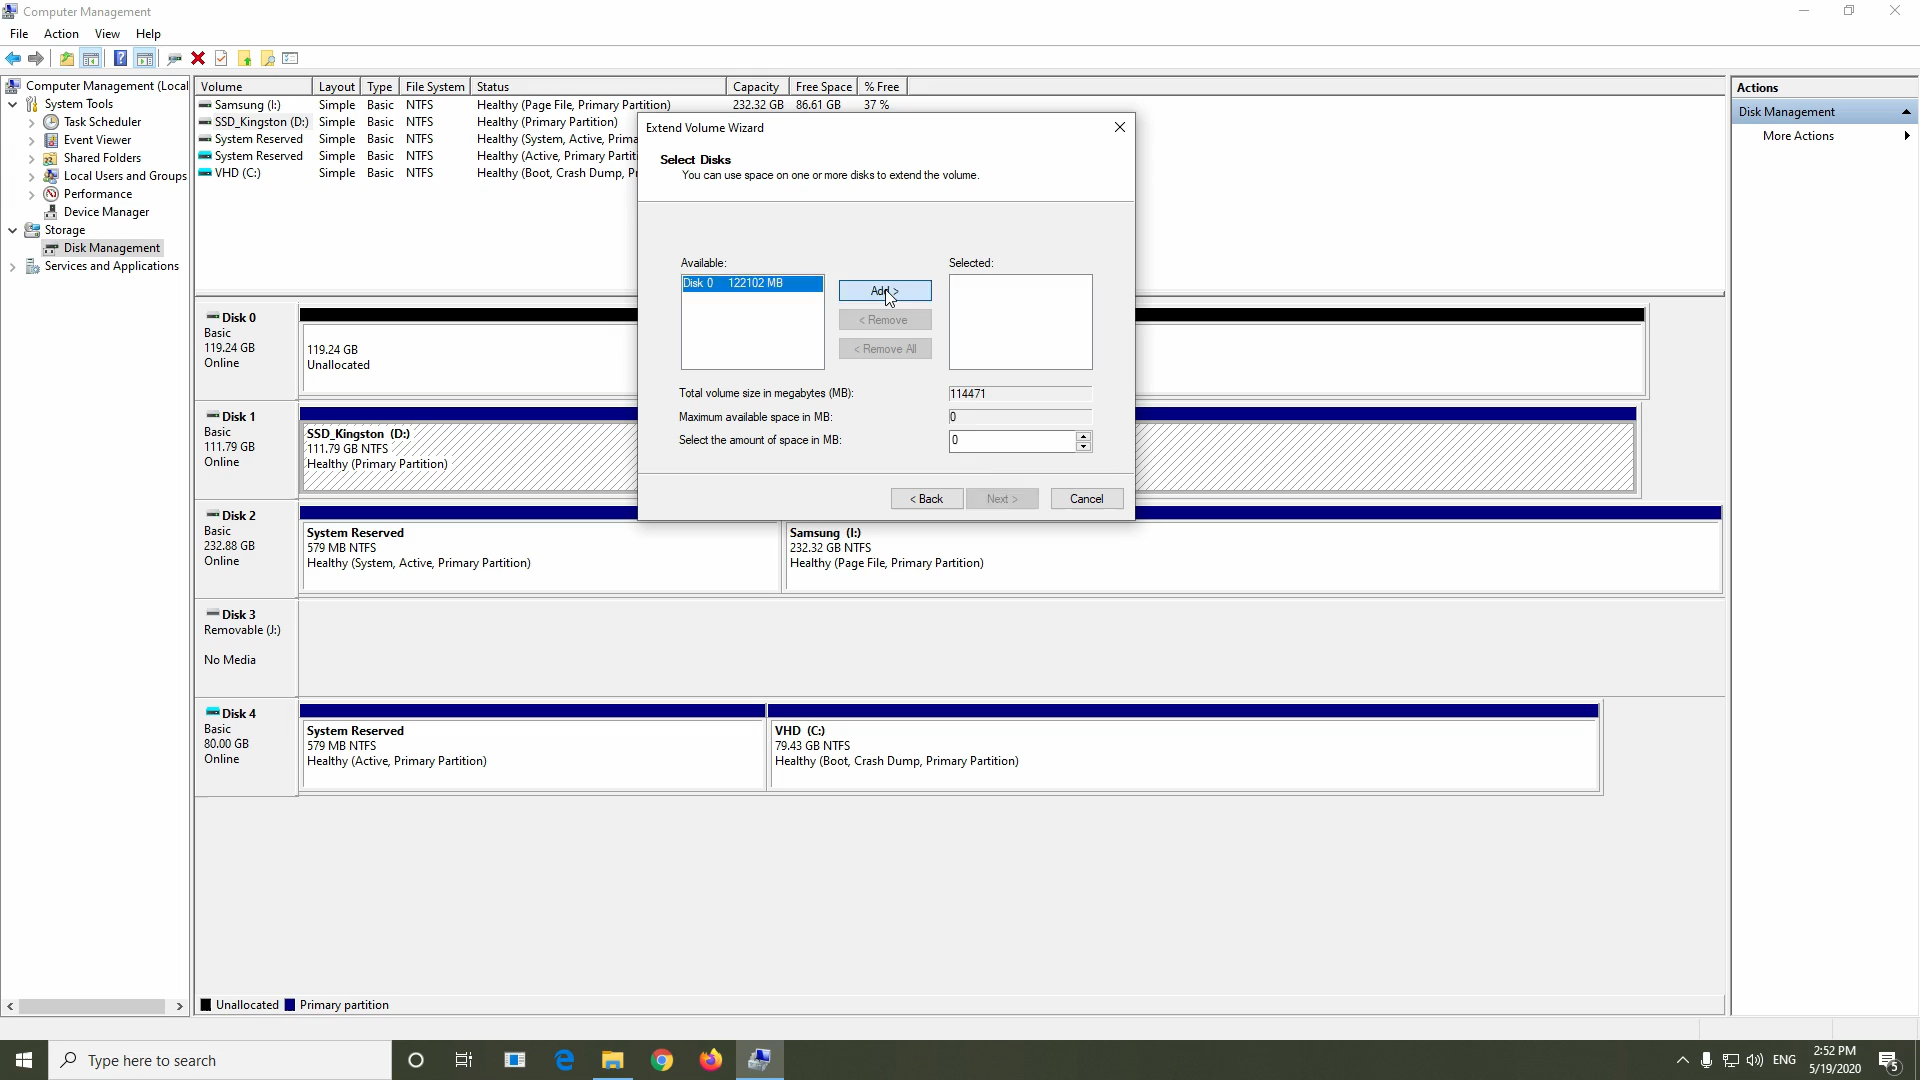 Computer Management
File Action View Help
Computer Management (Local
System Tools
Task Scheduler
Event Viewer
Shared Folders
Local Users and Groups
Performance
Device Manager
Storage
Disk Management
Services and Applications
Volume Layout Type File System Status Capacity Free Space % Free
Samsung (I:) Simple Basic NTFS Healthy (Page File, Primary Partition) 232.32 GB 86.61 GB 37 %
SSD_Kingston (D:) Simple Basic NTFS Healthy (Primary Partition)
System Reserved Simple Basic NTFS Healthy (System, Active, Prima
System Reserved Simple Basic NTFS Healthy (Active, Primary Partiti
VHD (C:) Simple Basic NTFS Healthy (Boot, Crash Dump, Pr
Extend Volume Wizard
Select Disks
You can use space on one or more disks to extend the volume.
Available:
Disk 0 122102 MB
Add >
< Remove
< Remove All
Selected:
Total volume size in megabytes (MB): 114471
Maximum available space in MB: 0
Select the amount of space in MB: 0
< Back Next > Cancel
Disk 0
Basic
119.24 GB
Online
119.24 GB
Unallocated
Disk 1
Basic
111.79 GB
Online
SSD_Kingston (D:)
111.79 GB NTFS
Healthy (Primary Partition)
Disk 2
Basic
232.88 GB
Online
System Reserved
579 MB NTFS
Healthy (System, Active, Primary Partition)
Samsung (I:)
232.32 GB NTFS
Healthy (Page File, Primary Partition)
Disk 3
Removable (J:)
No Media
Disk 4
Basic
80.00 GB
Online
System Reserved
579 MB NTFS
Healthy (Active, Primary Partition)
VHD (C:)
79.43 GB NTFS
Healthy (Boot, Crash Dump, Primary Partition)
Unallocated Primary partition
Actions
Disk Management
More Actions
Type here to search
ENG
2:52 PM
5/19/2020
5